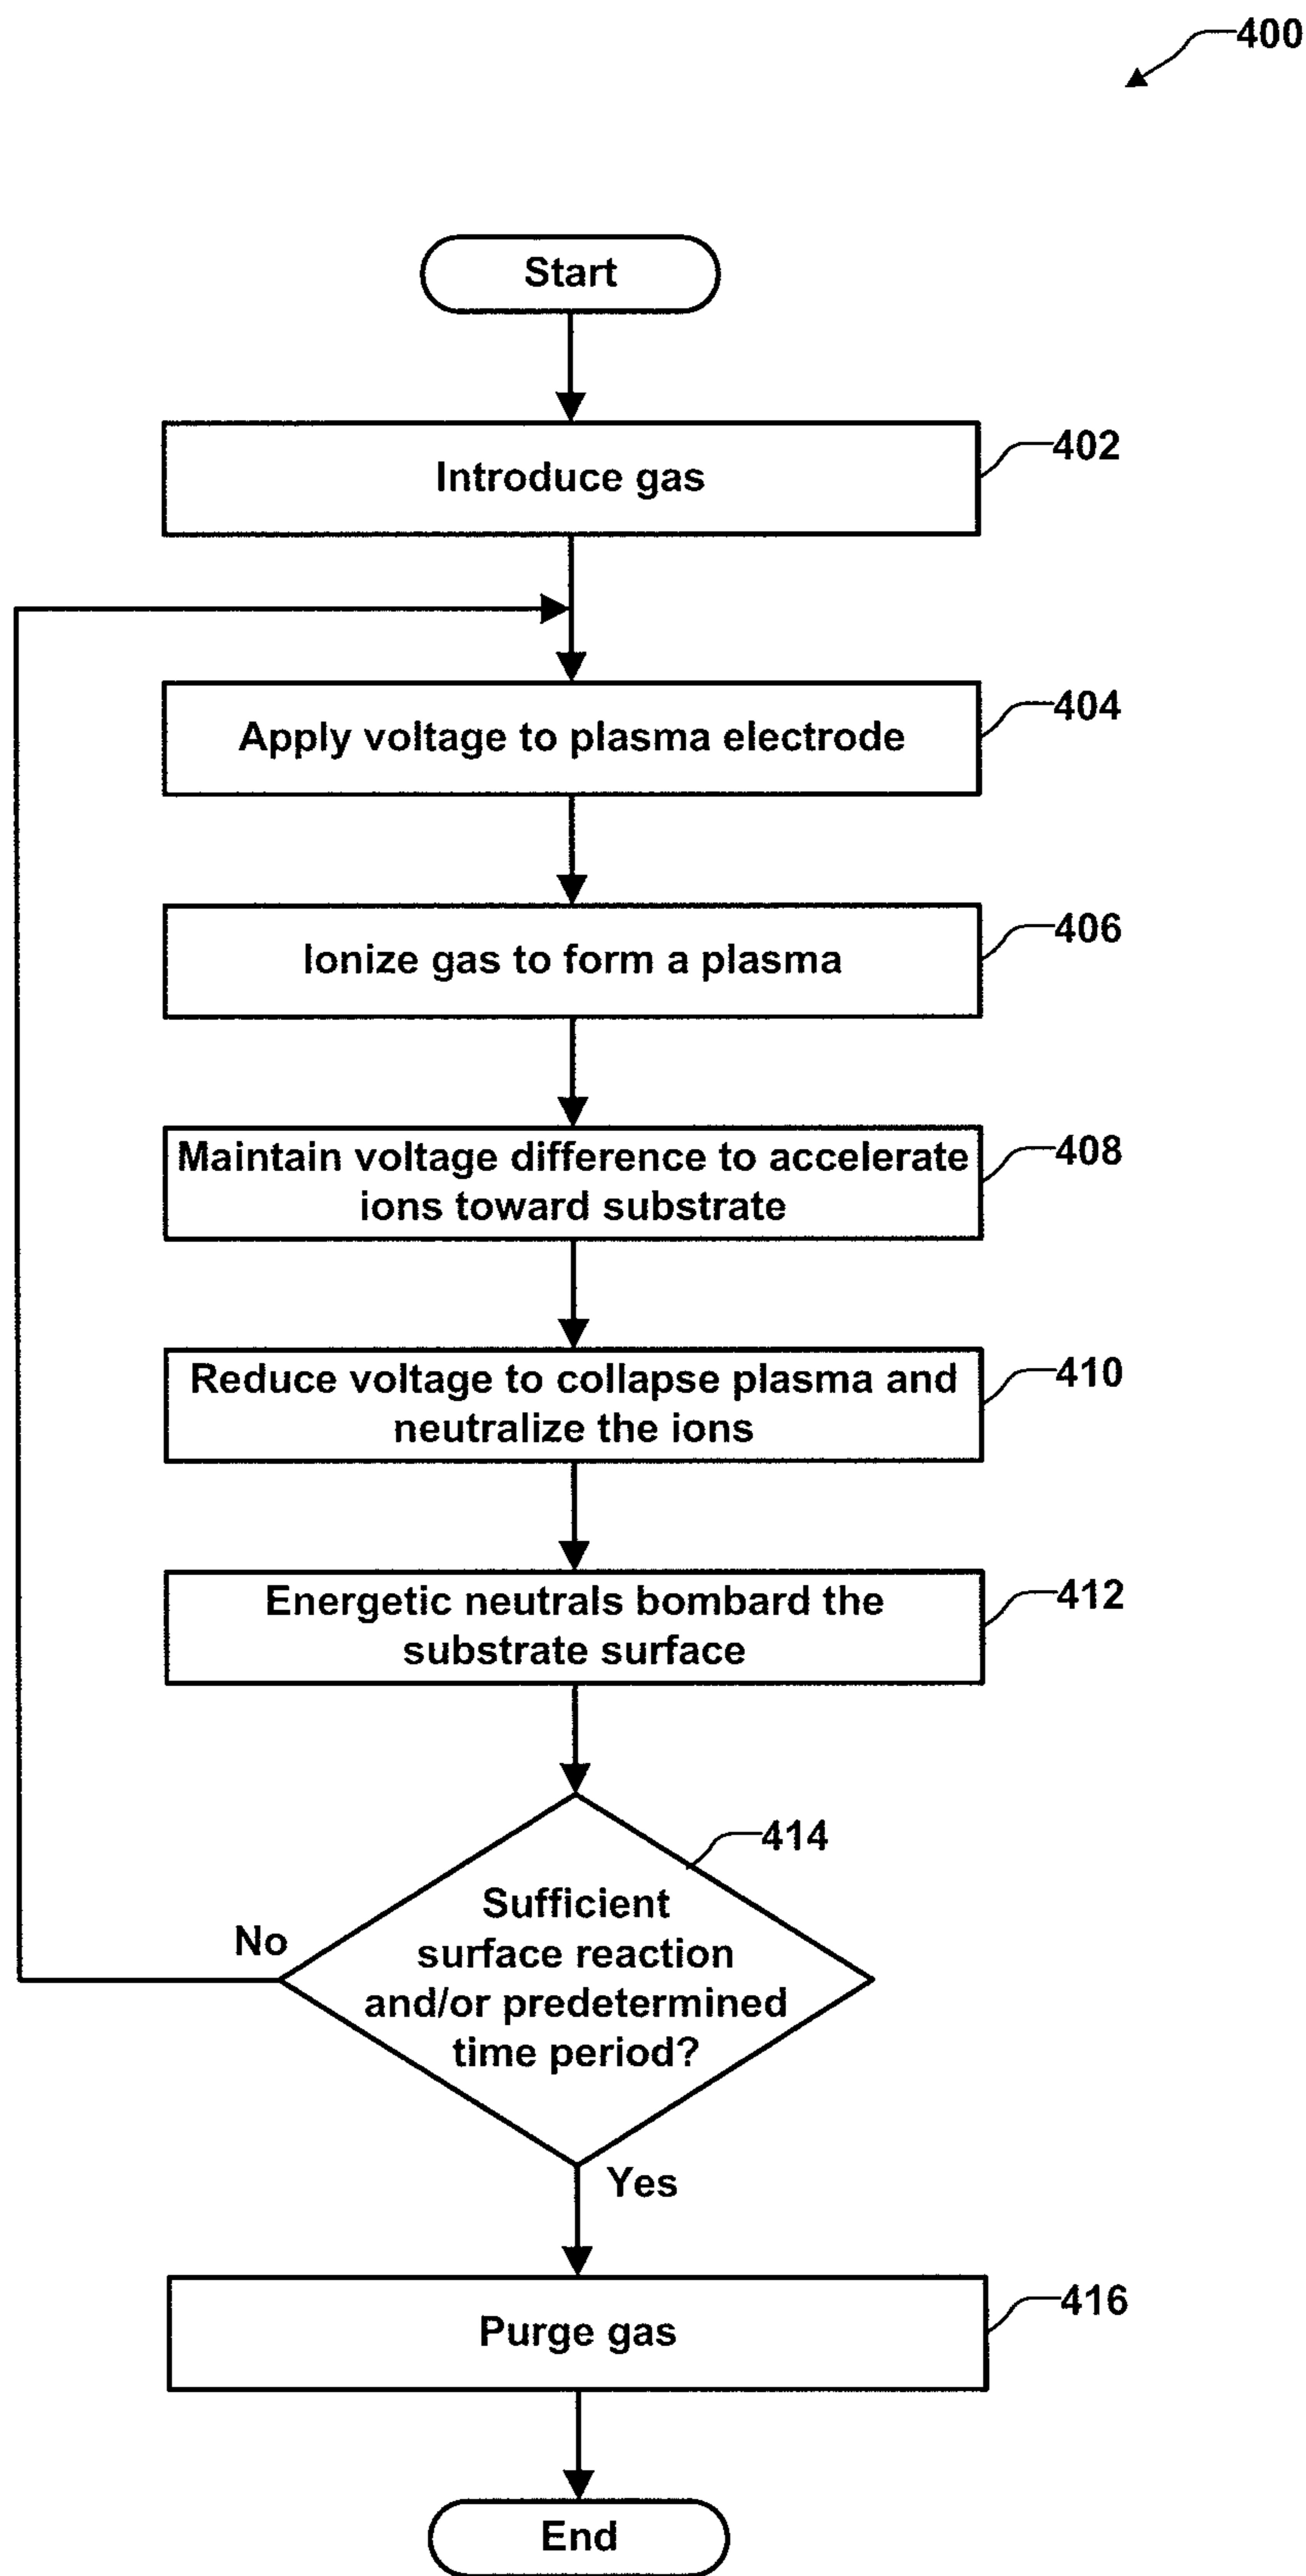 400
Start
Introduce gas
402
Apply voltage to plasma electrode
404
Ionize gas to form a plasma
406
Maintain voltage difference to accelerate
ions toward substrate
408
Reduce voltage to collapse plasma and
neutralize the ions
410
Energetic neutrals bombard the
substrate surface
412
414
Sufficient
surface reaction
and/or predetermined
time period?
No
Yes
Purge gas
416
End